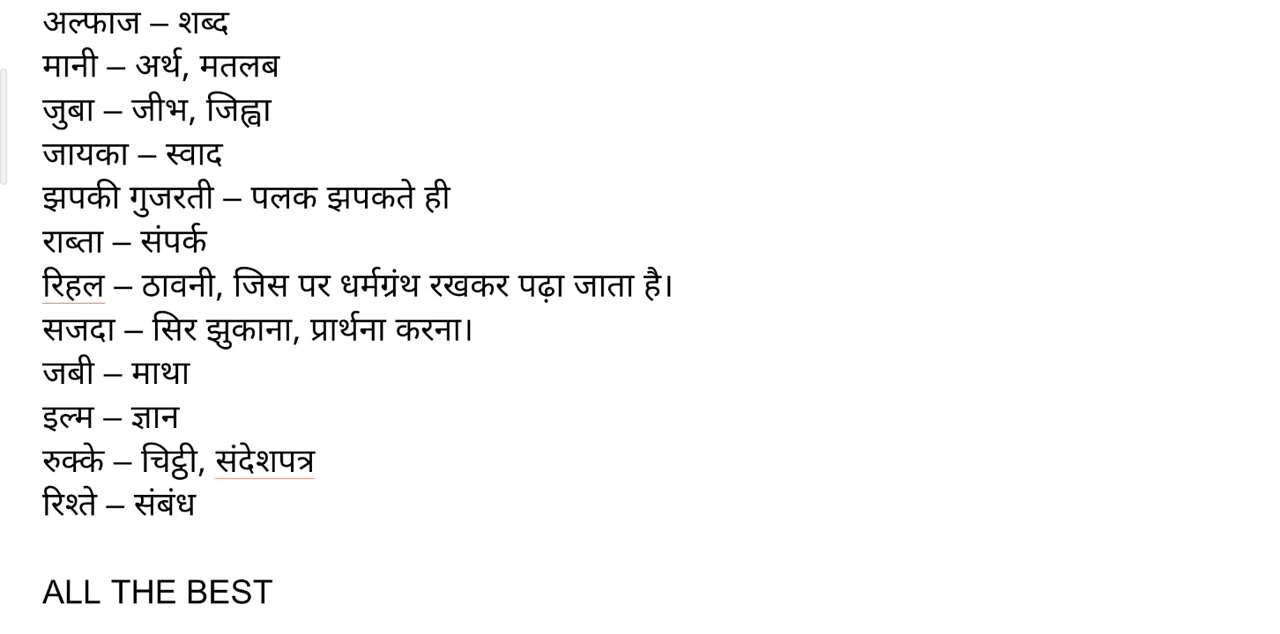 अल्फाज – शब्द
मानी – अर्थ, मतलब
जुबा – जीभ, जिह्वा
जायका – स्वाद
झपकी गुजरती – पलक झपकते ही
राब्ता – संपर्क
रिहल – ठावनी, जिस पर धर्मग्रंथ रखकर पढ़ा जाता है।
सजदा – सिर झुकाना, प्रार्थना करना।
जबी – माथा
इल्म – ज्ञान
रुक्के – चिट्ठी, संदेशपत्र
रिश्ते – संबंध
ALL THE BEST